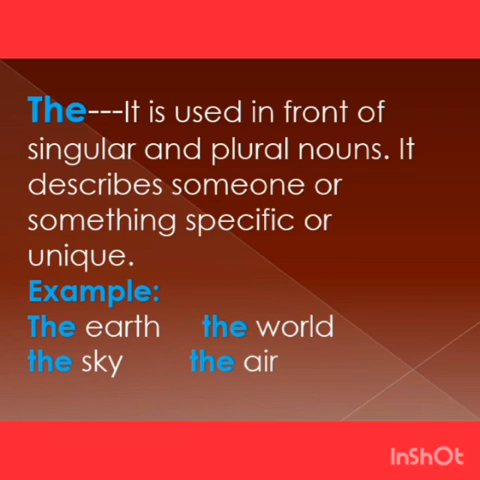 The---It is used in front of
singular and plural nouns. It
describes someone or
something specific or
unique.
Example:
The earth the world
the sky the air
InShOt